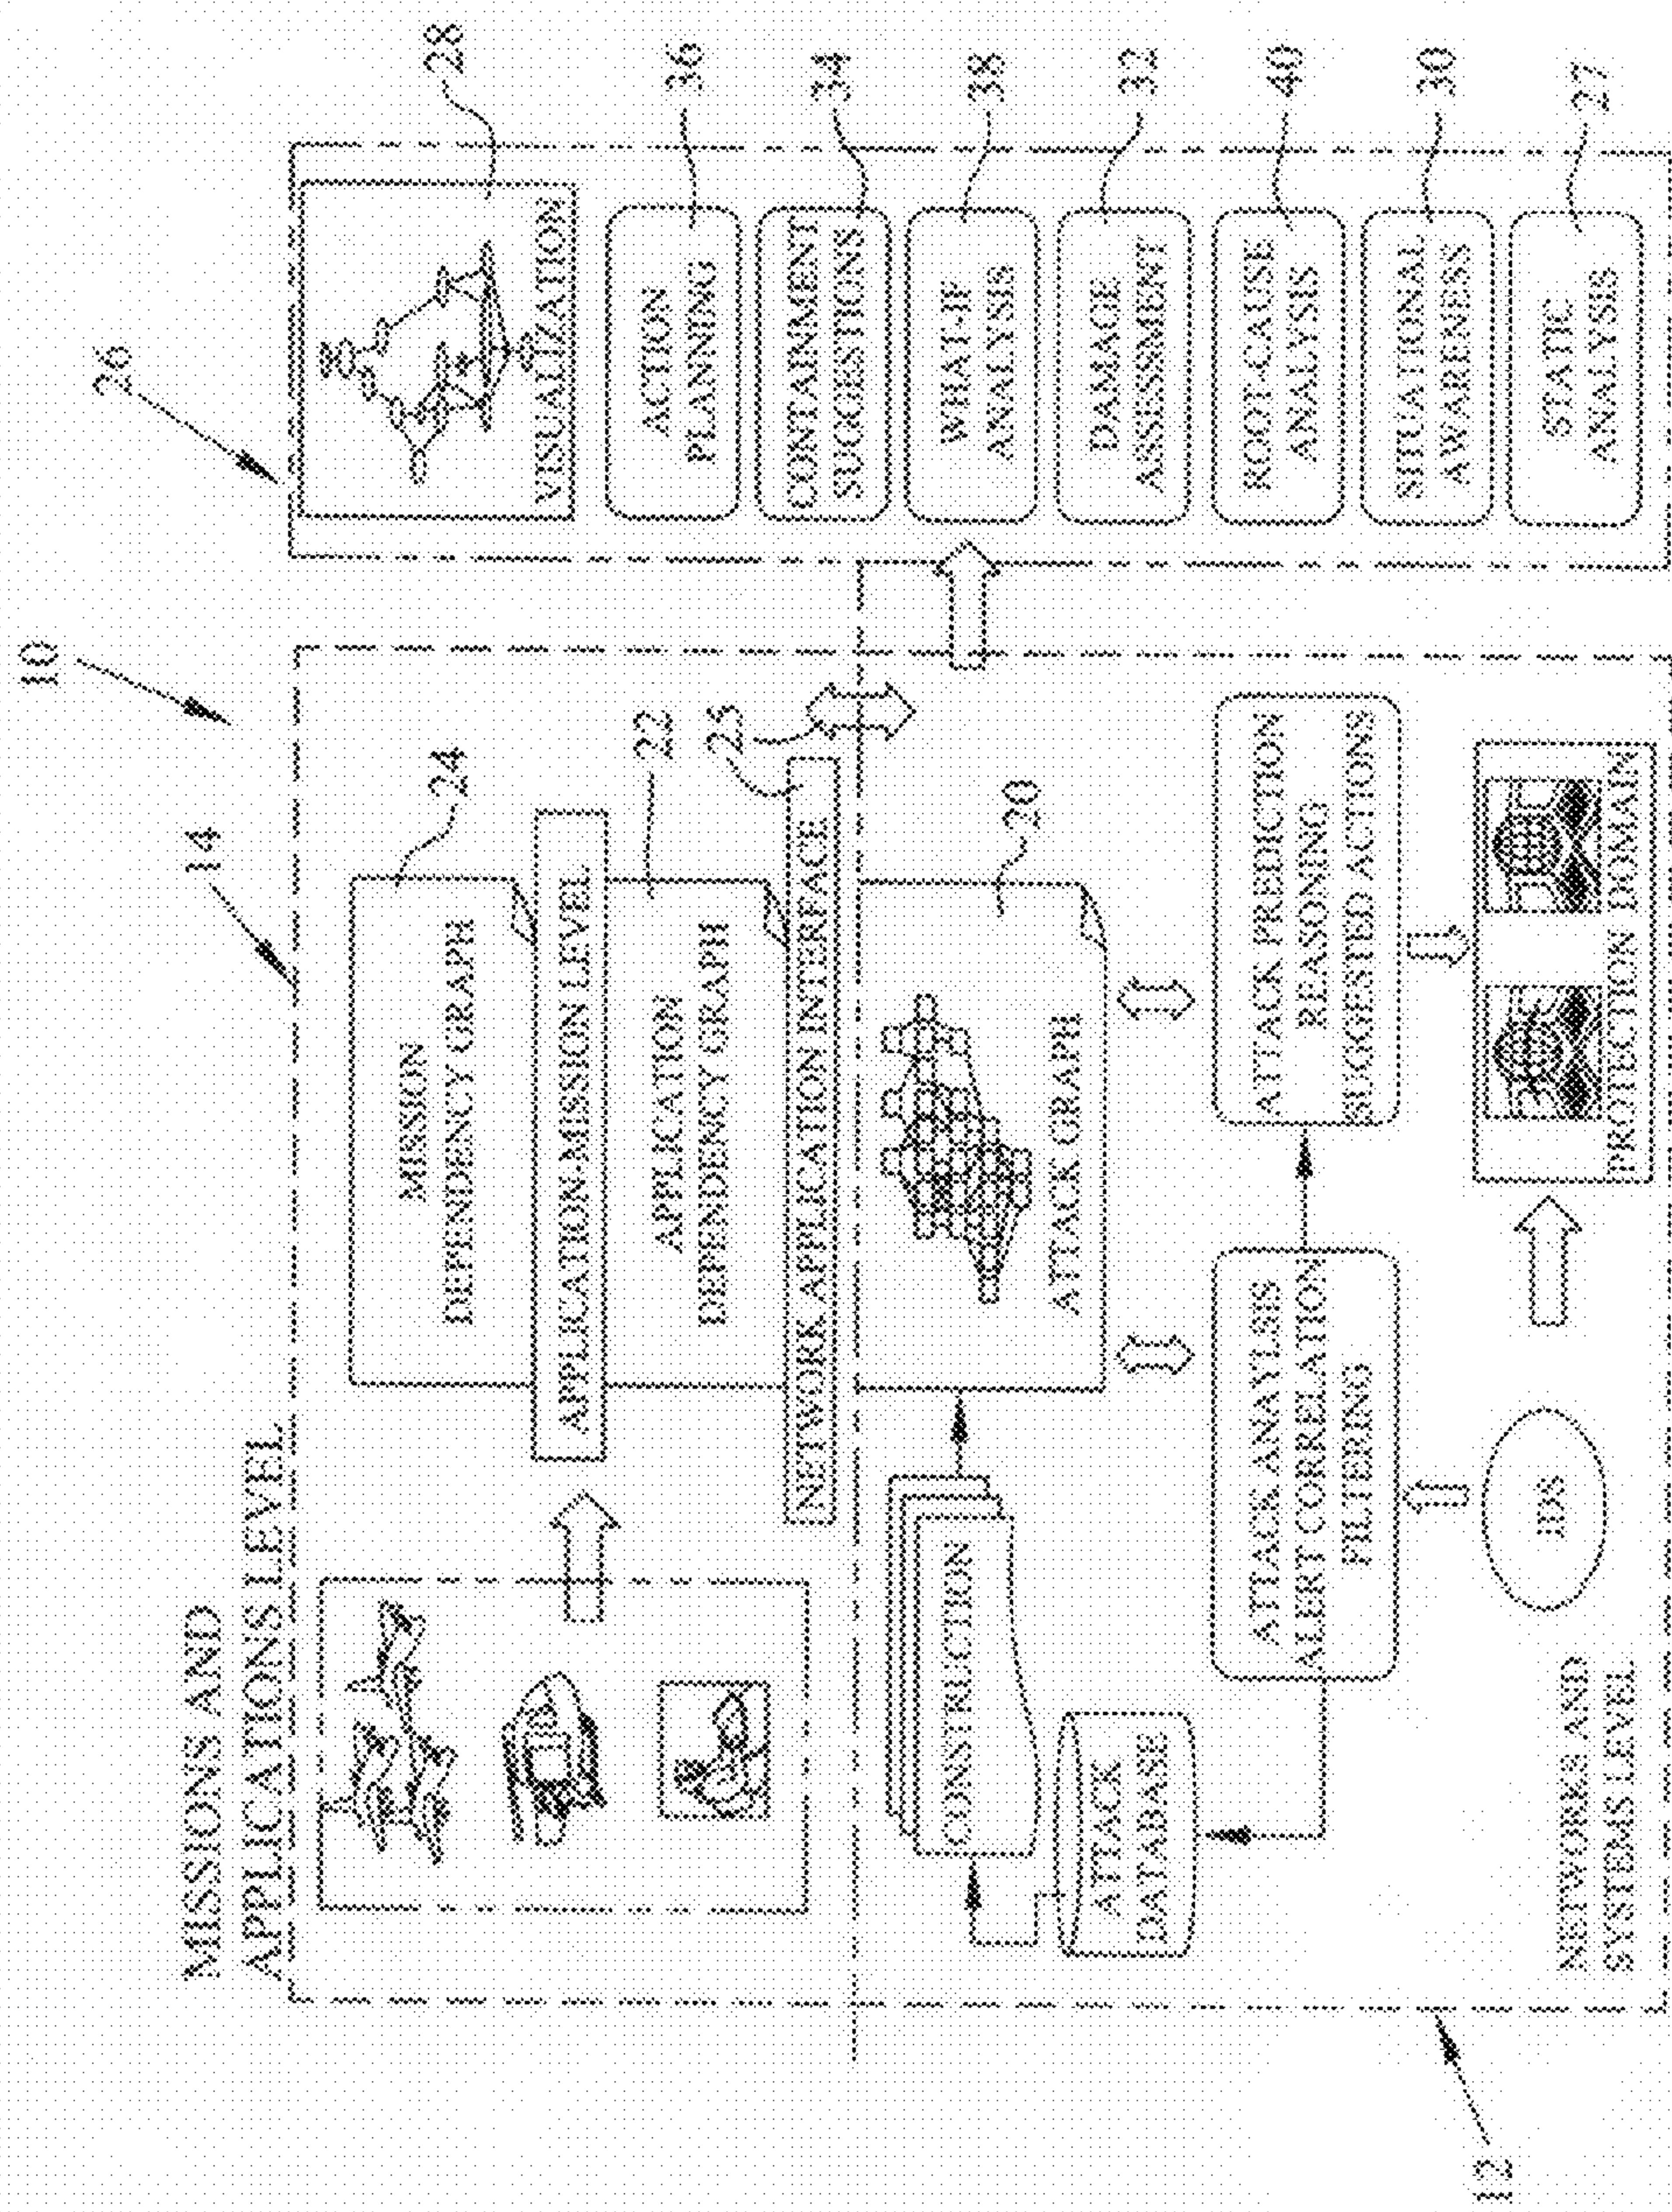 10
MISSIONS AND
APPLICATIONS LEVEL
14
26
MISSION
DEPENDENCY GRAPH
24
APPLICATION-MISSION LEVEL
APPLICATION
DEPENDENCY GRAPH
22
25
NETWORK APPLICATION INTERFACE
CONSTRUCTION
ATTACK GRAPH
20
ATTACK
DATABASE
ATTACK ANAYLSIS
ALERT CORRELATION
FILTERING
ATTACK PREDICTION
REASONING
SUGGESTED ACTIONS
IDS
PROTECTION DOMAIN
NETWORKS AND
SYSTEMS LEVEL
12
VISUALIZATION
28
ACTION
PLANNING
36
CONTAINMENT
SUGGESTIONS
34
WHAT-IF
ANALYSIS
38
DAMAGE
ASSESSMENT
32
ROOT-CAUSE
ANALYSIS
40
SITUATIONAL
AWARENESS
30
STATIC
ANALYSIS
27